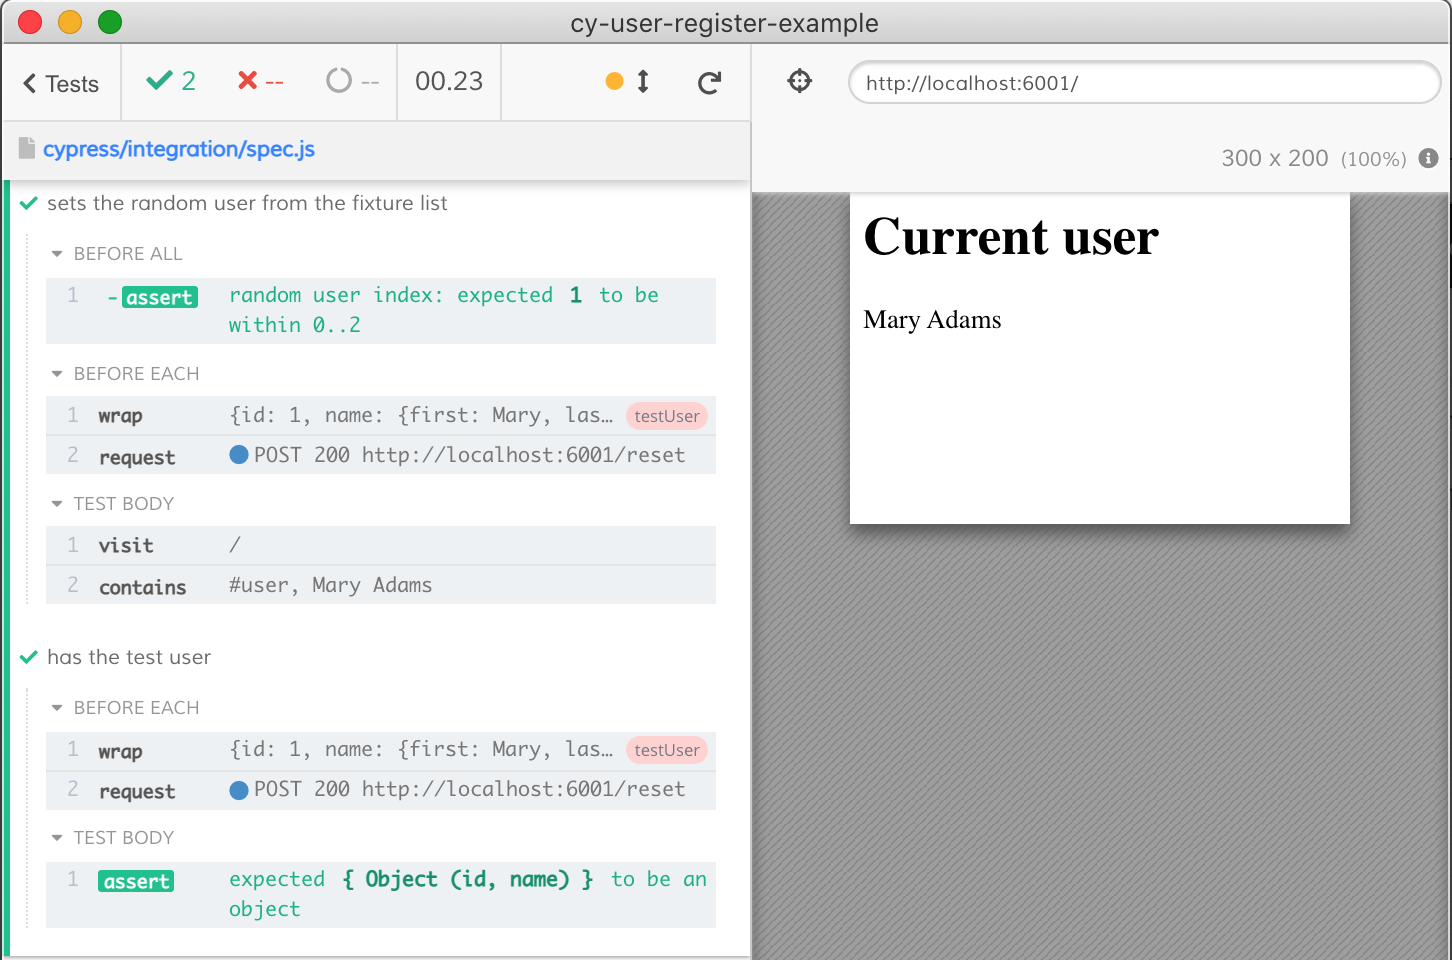 cy-user-register-example
Tests 2 -- -- 00.23 http://localhost:6001/
cypress/integration/spec.js
300 x 200 (100%)
sets the random user from the fixture list
BEFORE ALL
1 -assert random user index: expected 1 to be
within 0..2
BEFORE EACH
1 wrap {id: 1, name: {first: Mary, las… testUser
2 request POST 200 http://localhost:6001/reset
TEST BODY
1 visit /
2 contains #user, Mary Adams
has the test user
BEFORE EACH
1 wrap {id: 1, name: {first: Mary, las… testUser
2 request POST 200 http://localhost:6001/reset
TEST BODY
1 assert expected { Object (id, name) } to be an
object
Current user
Mary Adams